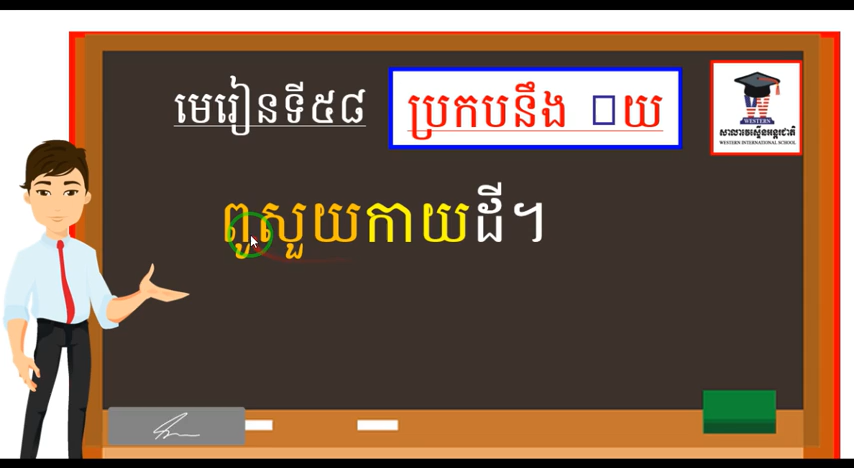 មេរៀនទី៥៨
ប្រកបនឹង □យ
WESTERN
សាលាវេស្ទើនអន្តរជាតិ
WESTERN INTERNATIONAL SCHOOL
ពូសួយកាយដី។